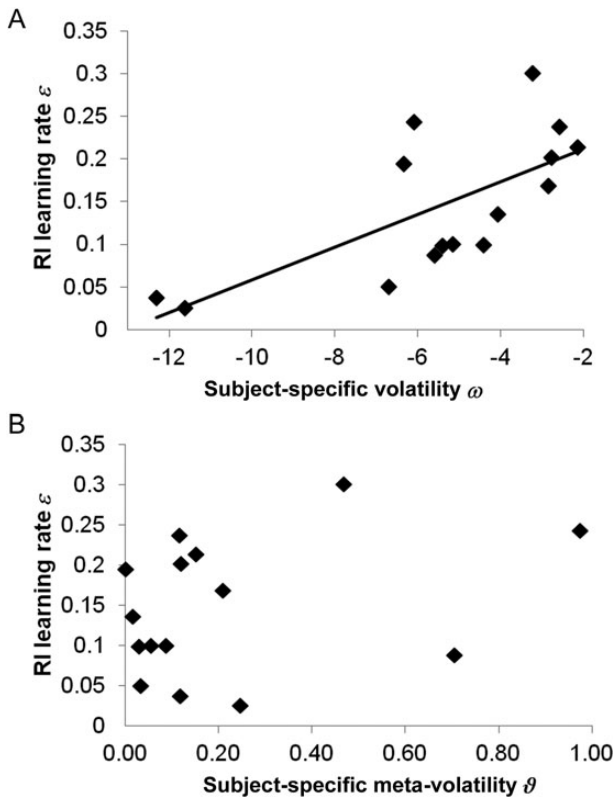 A
RI learning rate ε
0.35
0.3
0.25
0.2
0.15
0.1
0.05
0
-12 -10 -8 -6 -4 -2
Subject-specific volatility ω
B
RI learning rate ε
0.35
0.3
0.25
0.2
0.15
0.1
0.05
0
0.00 0.20 0.40 0.60 0.80 1.00
Subject-specific meta-volatility ϑ